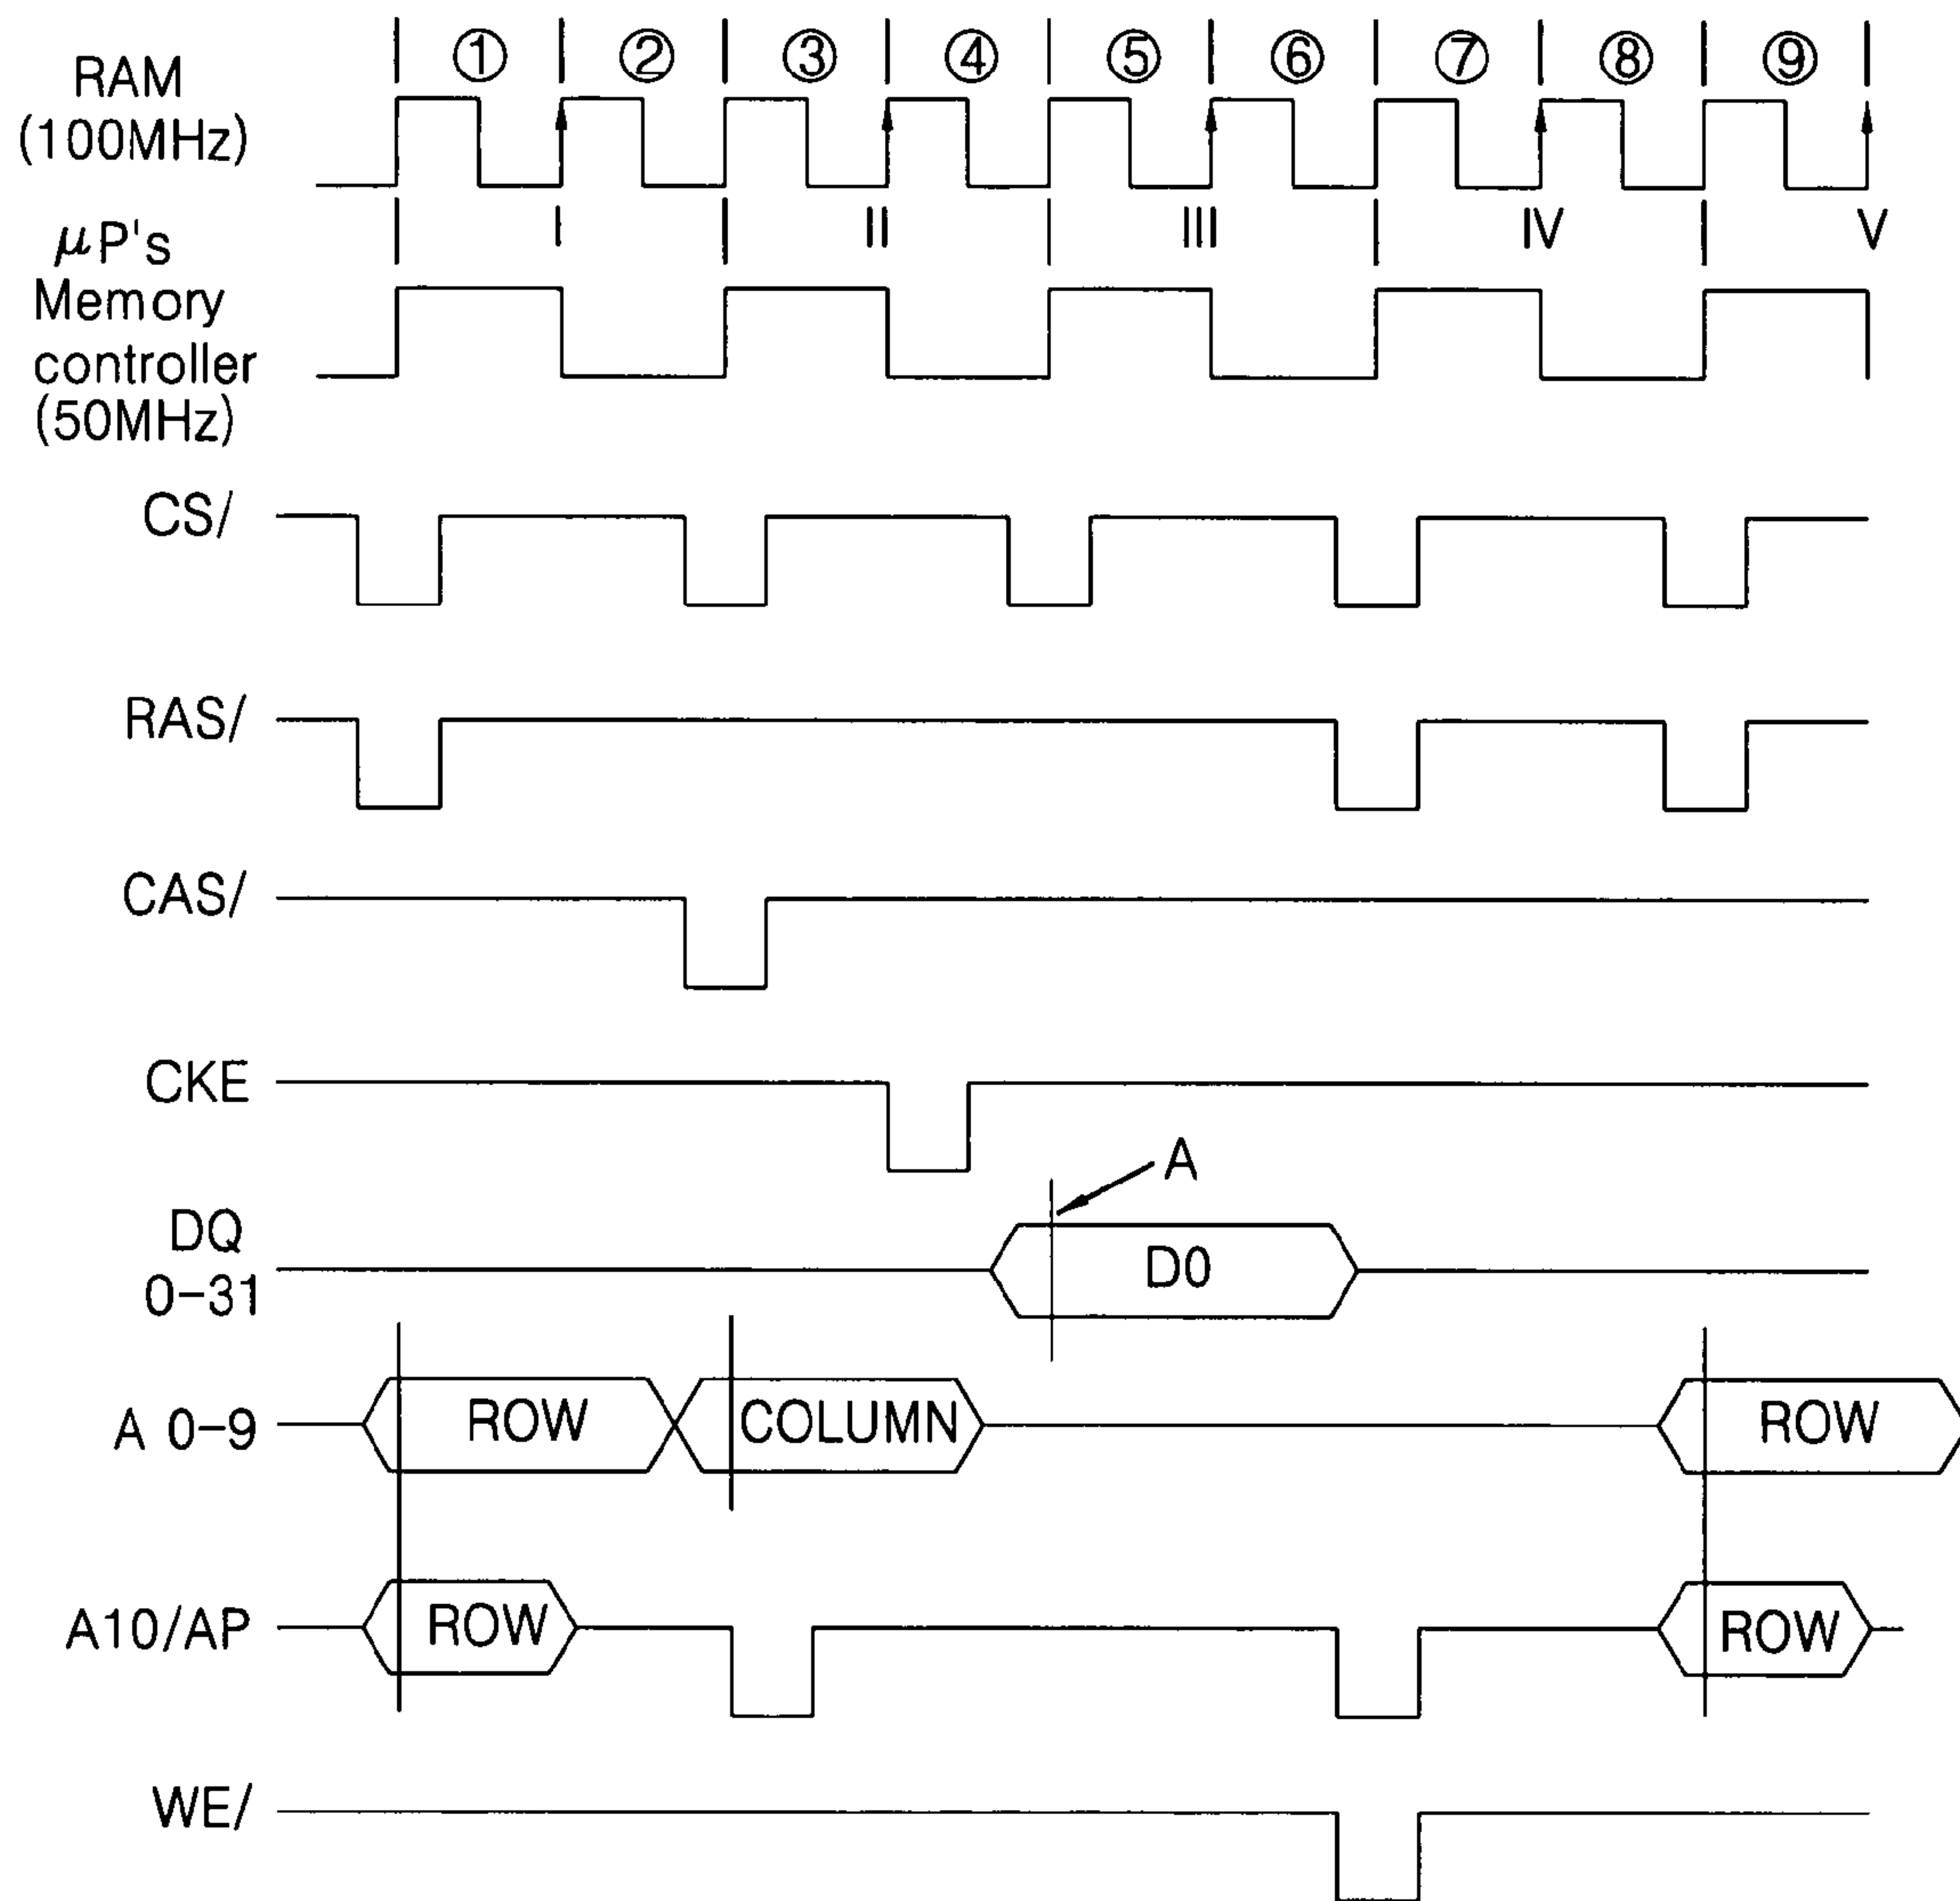 ① ② ③ ④ ⑤ ⑥ ⑦ ⑧ ⑨
RAM
(100MHz)
I II III IV V
μP's
Memory
controller
(50MHz)
CS/
RAS/
CAS/
CKE
A
DQ
0-31
D0
A 0-9
ROW COLUMN ROW
A10/AP
ROW ROW
WE/